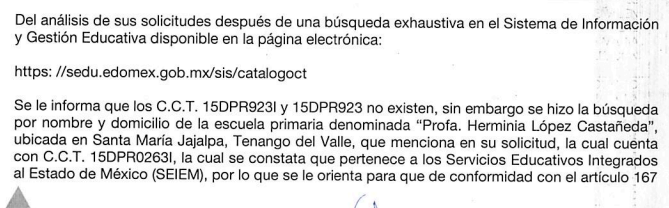 Del análisis de sus solicitudes después de una búsqueda exhaustiva en el Sistema de Información
y Gestión Educativa disponible en la página electrónica:
https: //sedu.edomex.gob.mx/sis/catalogoct
Se le informa que los C.C.T. 15DPR923I y 15DPR923 no existen, sin embargo se hizo la búsqueda
por nombre y domicilio de la escuela primaria denominada “Profa. Herminia López Castañeda”,
ubicada en Santa María Jajalpa, Tenango del Valle, que menciona en su solicitud, la cual cuenta
con C.C.T. 15DPR0263I, la cual se constata que pertenece a los Servicios Educativos Integrados
al Estado de México (SEIEM), por lo que se le orienta para que de conformidad con el artículo 167